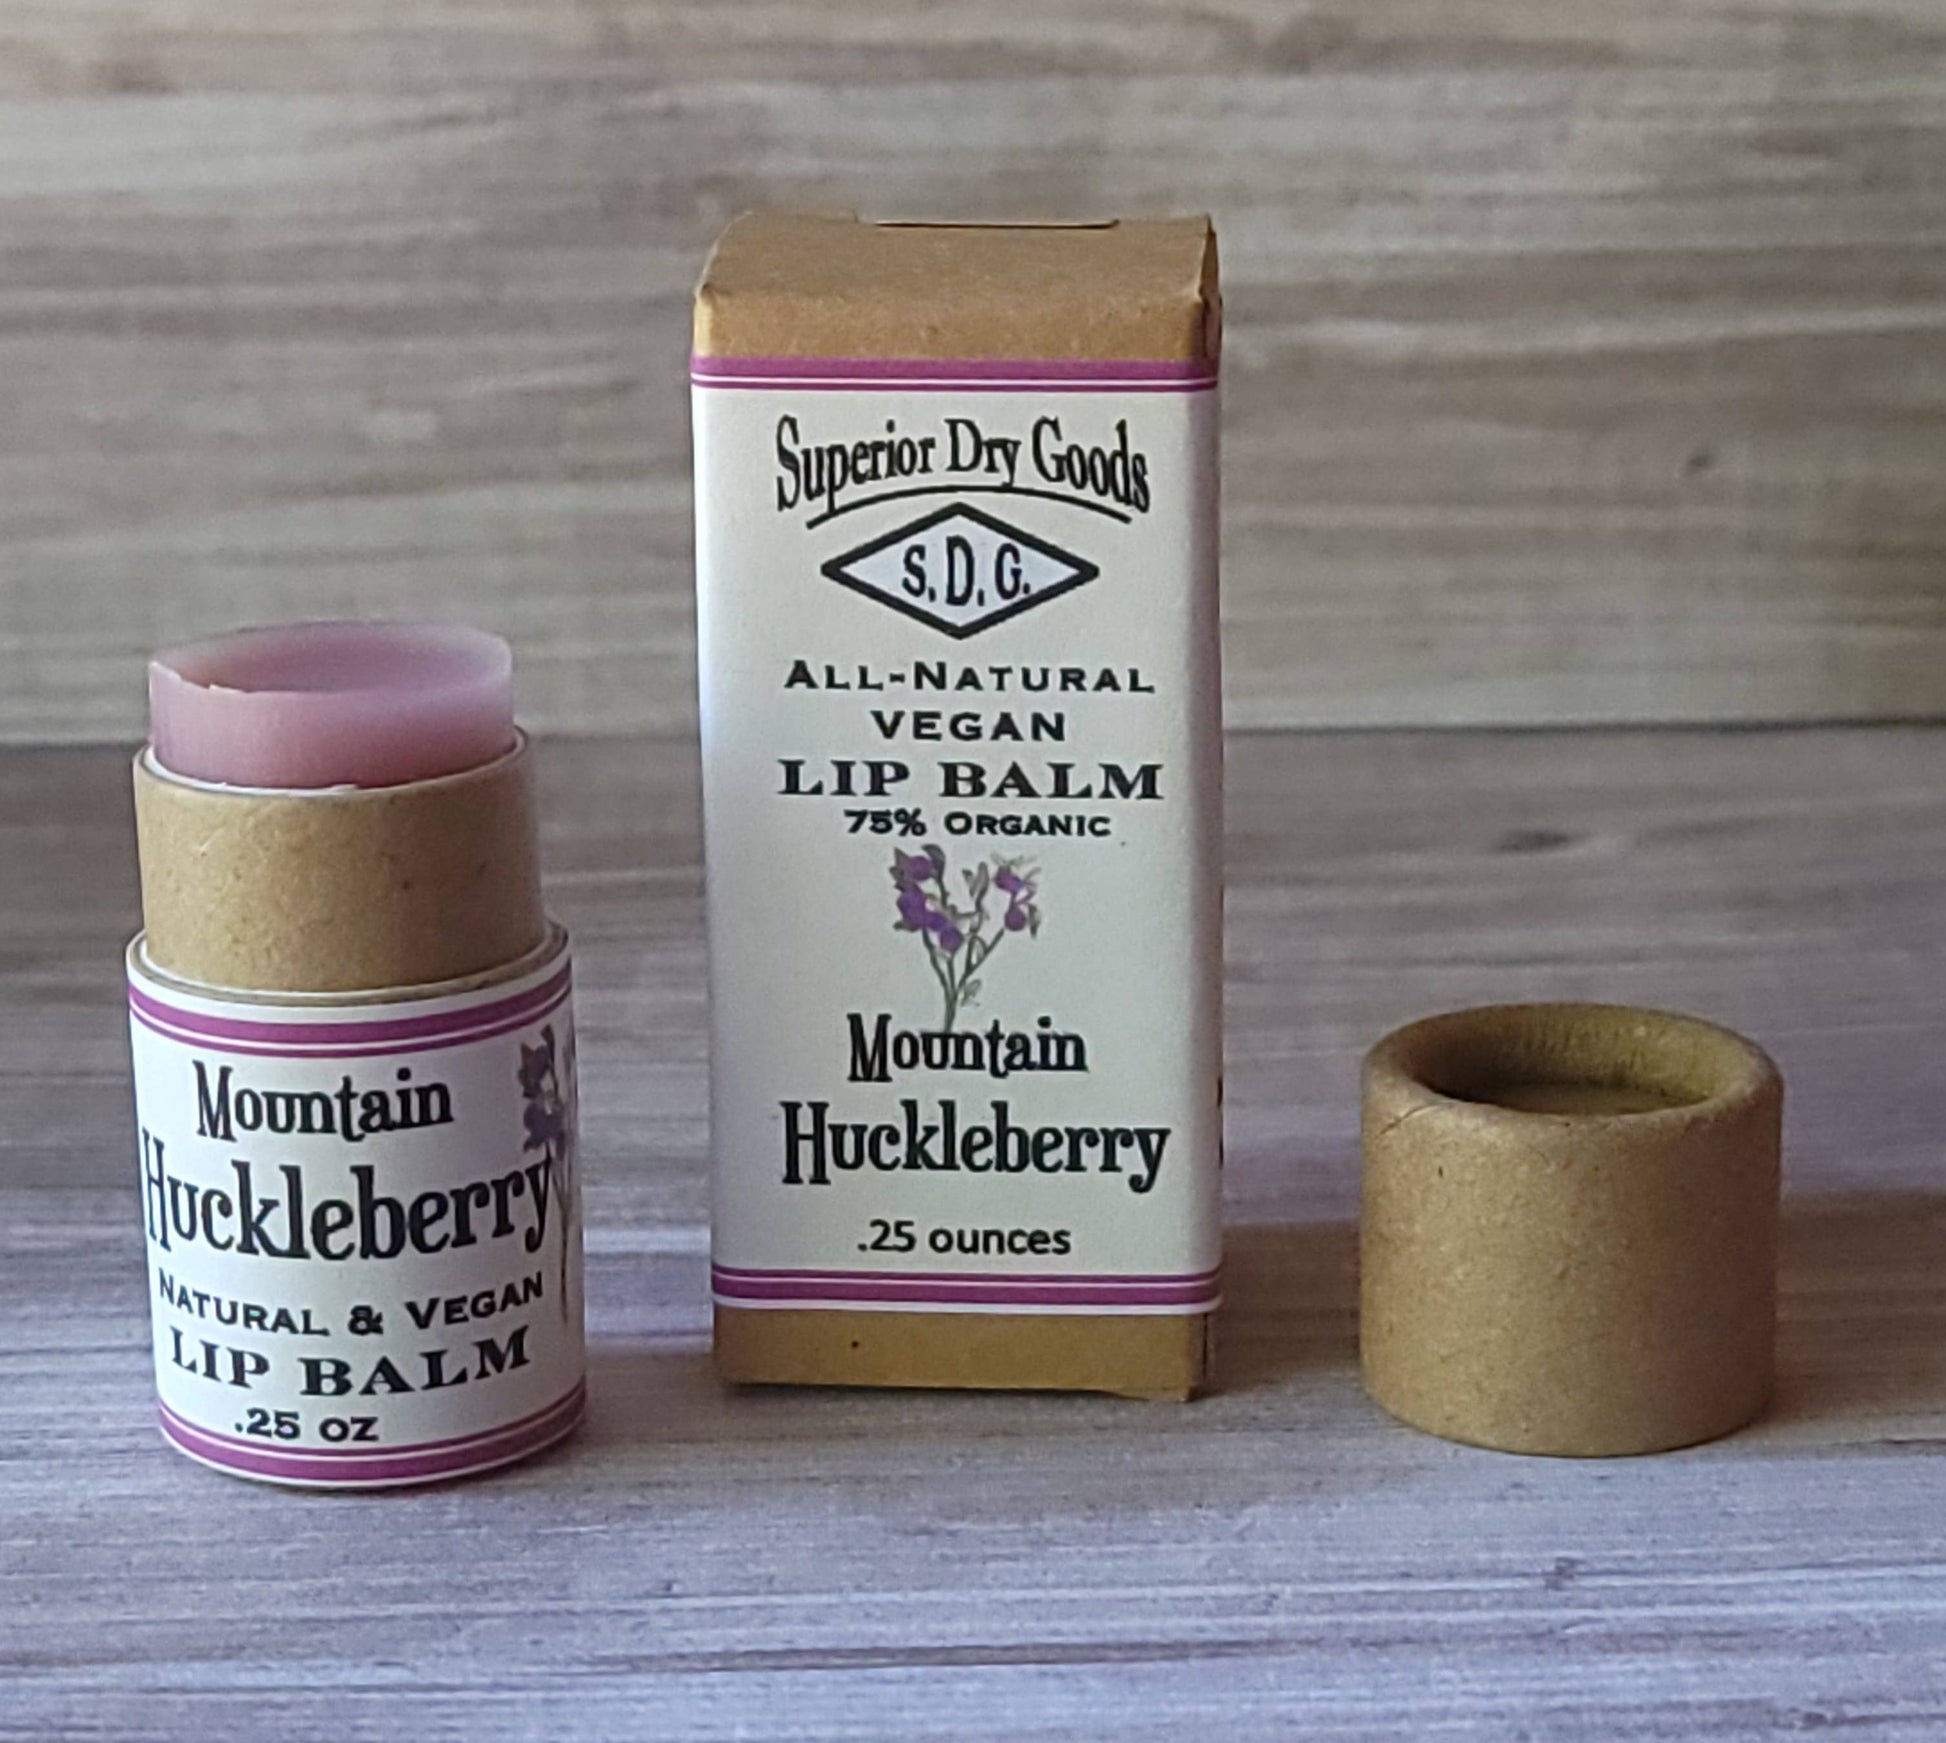 Superior Dry Goods
S.D.G.
ALL-NATURAL
VEGAN
LIP BALM
75% ORGANIC
Mountain
Huckleberry
.25 ounces
Mountain
Huckleberry
NATURAL & VEGAN
LIP BALM
.25 OZ